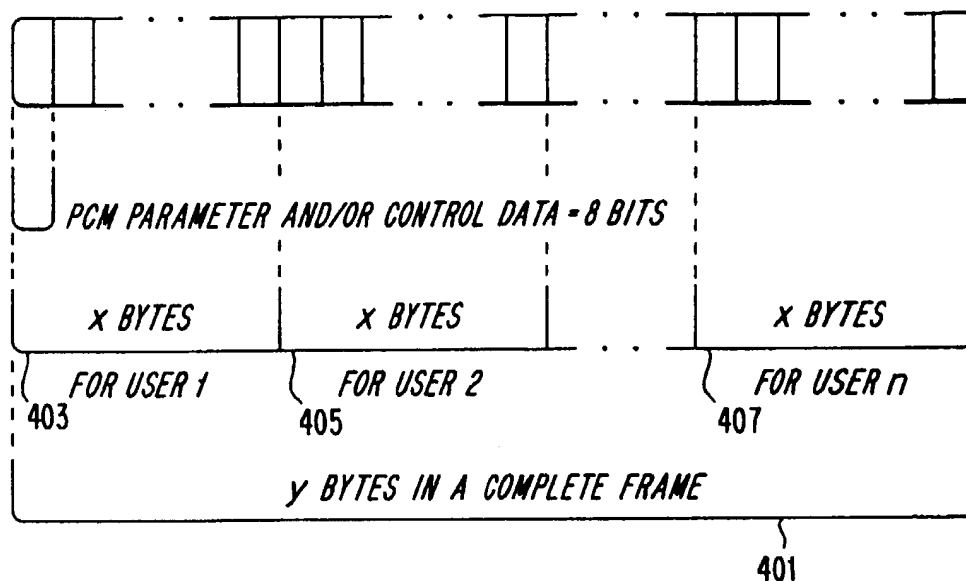 PCM PARAMETER AND/OR CONTROL DATA = 8 BITS
x BYTES x BYTES x BYTES
FOR USER 1 FOR USER 2 FOR USER n
403 405 407
y BYTES IN A COMPLETE FRAME
401